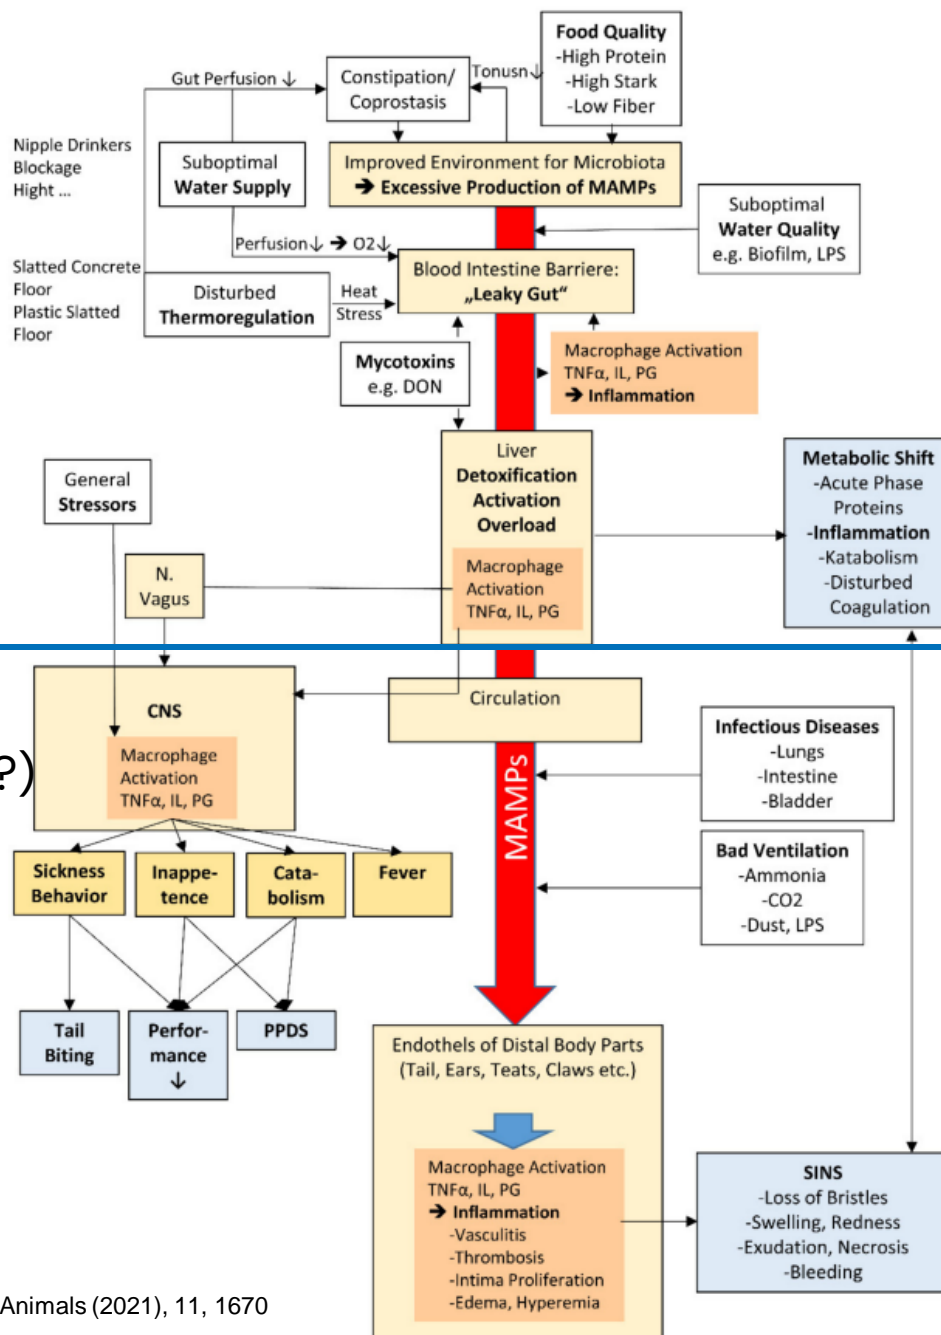 Food Quality
-High Protein
-High Stark
-Low Fiber
Gut Perfusion ↓
Constipation/
Coprostasis
Tonusn↓
Nipple Drinkers
Blockage
Hight ...
Suboptimal
Water Supply
Improved Environment for Microbiota
➔ Excessive Production of MAMPs
Suboptimal
Water Quality
e.g. Biofilm, LPS
Perfusion↓ ➔ O2↓
Blood Intestine Barriere:
„Leaky Gut“
Slatted Concrete
Floor
Plastic Slatted
Floor
Disturbed
Thermoregulation
Heat
Stress
Mycotoxins
e.g. DON
Macrophage Activation
TNFα, IL, PG
➔ Inflammation
Liver
Detoxification
Activation
Overload
Macrophage
Activation
TNFα, IL, PG
Metabolic Shift
-Acute Phase
Proteins
-Inflammation
-Katabolism
-Disturbed
Coagulation
General
Stressors
N.
Vagus
CNS
Macrophage
Activation
TNFα, IL, PG
?)
Circulation
MAMPs
Infectious Diseases
-Lungs
-Intestine
-Bladder
Bad Ventilation
-Ammonia
-CO2
-Dust, LPS
Sickness
Behavior
Inappe-
tence
Cata-
bolism
Fever
Tail
Biting
Perfor-
mance
↓
PPDS
Endothels of Distal Body Parts
(Tail, Ears, Teats, Claws etc.)
Macrophage Activation
TNFα, IL, PG
➔ Inflammation
-Vasculitis
-Thrombosis
-Intima Proliferation
-Edema, Hyperemia
SINS
-Loss of Bristles
-Swelling, Redness
-Exudation, Necrosis
-Bleeding
Animals (2021), 11, 1670